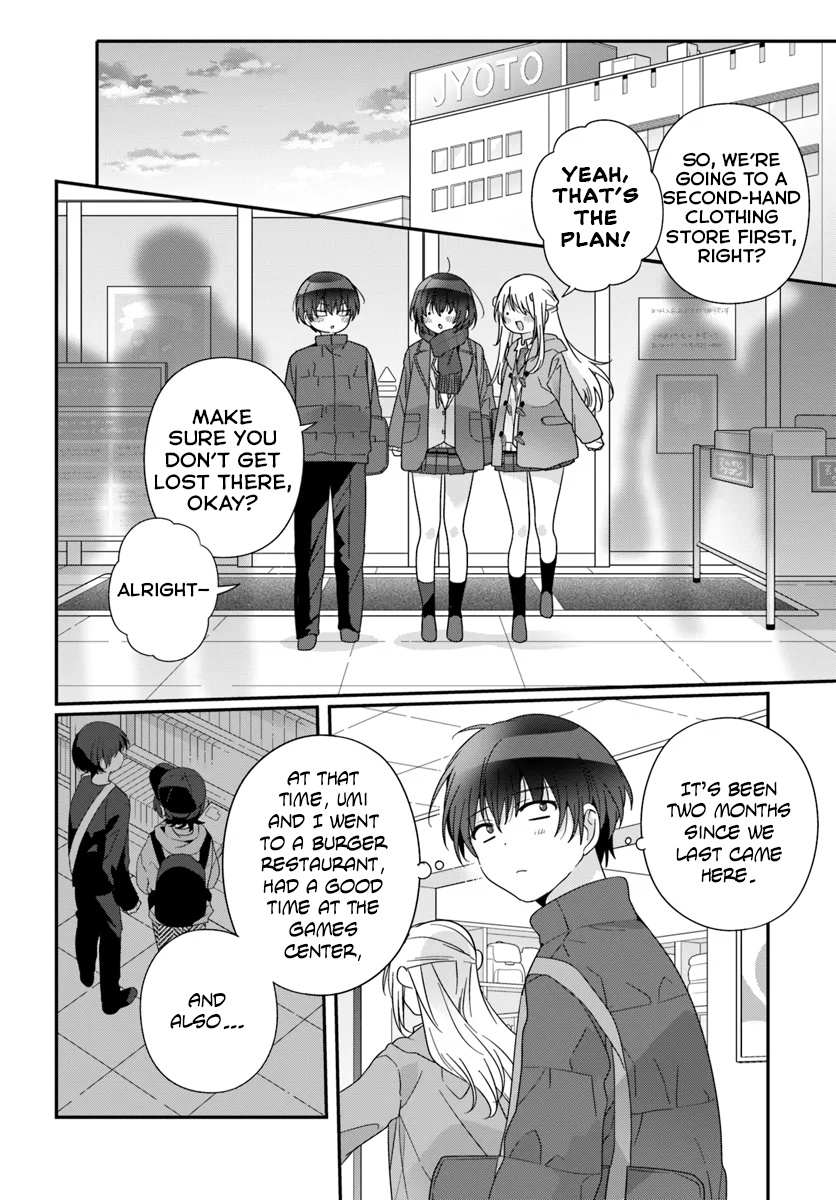 JYOTO
SO, WE'RE
GOING TO A
SECOND-HAND
CLOTHING
STORE FIRST,
RIGHT?
YEAH,
THAT'S
THE
PLAN!
MAKE
SURE YOU
DON'T GET
LOST THERE,
OKAY?
ALRIGHT–
IT'S BEEN
TWO MONTHS
SINCE WE
LAST CAME
HERE.
AT THAT
TIME, UMI
AND I WENT
TO A BURGER
RESTAURANT,
HAD A GOOD
TIME AT THE
GAMES
CENTER,
AND
ALSO...